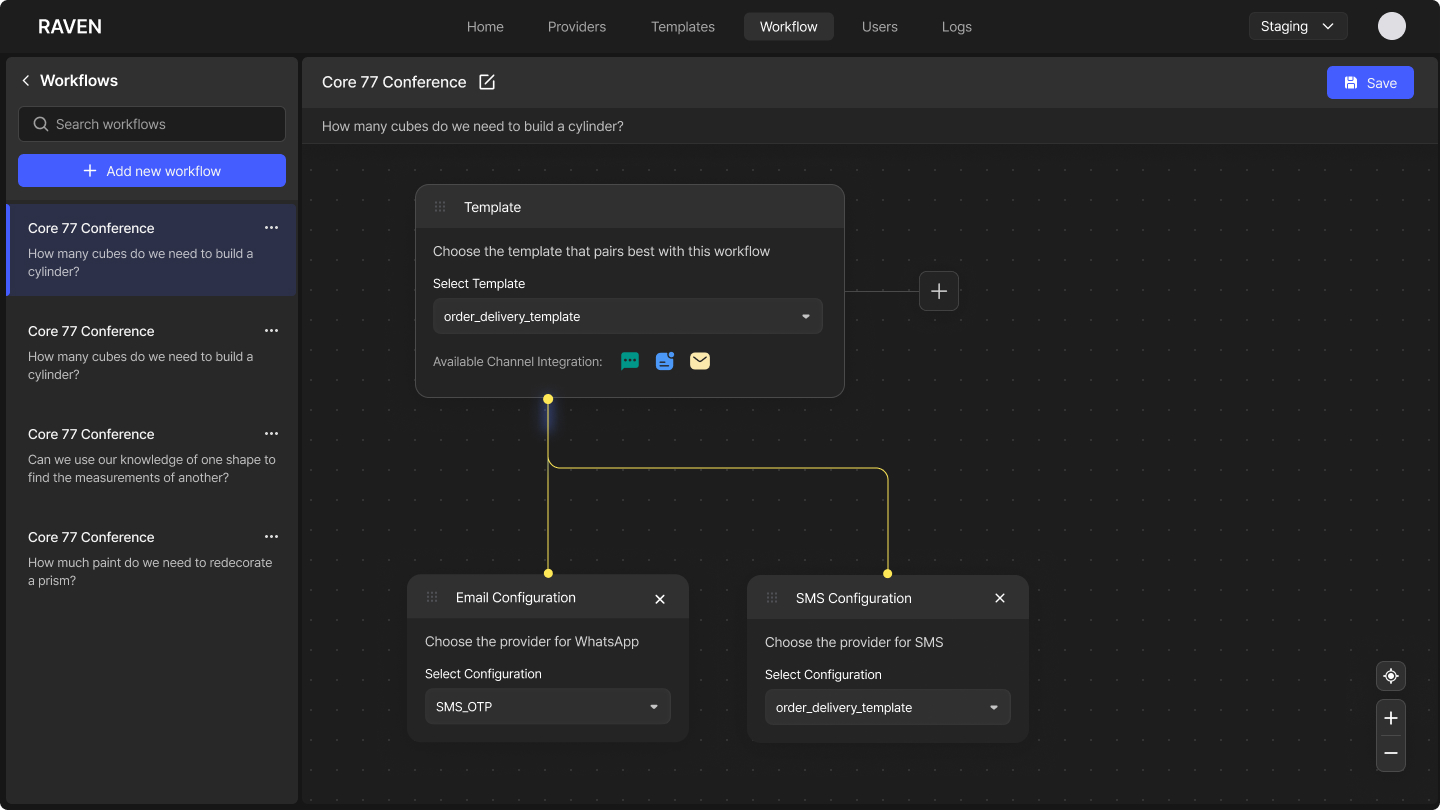 RAVEN
Home
Providers
Templates
Workflow
Users
Logs
Staging
Workflows
Search workflows
Add new workflow
Core 77 Conference
How many cubes do we need to build a
cylinder?
Core 77 Conference
How many cubes do we need to build a
cylinder?
Core 77 Conference
Can we use our knowledge of one shape to
find the measurements of another?
Core 77 Conference
How much paint do we need to redecorate
a prism?
Core 77 Conference
Save
How many cubes do we need to build a cylinder?
Template
Choose the template that pairs best with this workflow
Select Template
order_delivery_template
Available Channel Integration:
Email Configuration
Choose the provider for WhatsApp
Select Configuration
SMS_OTP
SMS Configuration
Choose the provider for SMS
Select Configuration
order_delivery_template